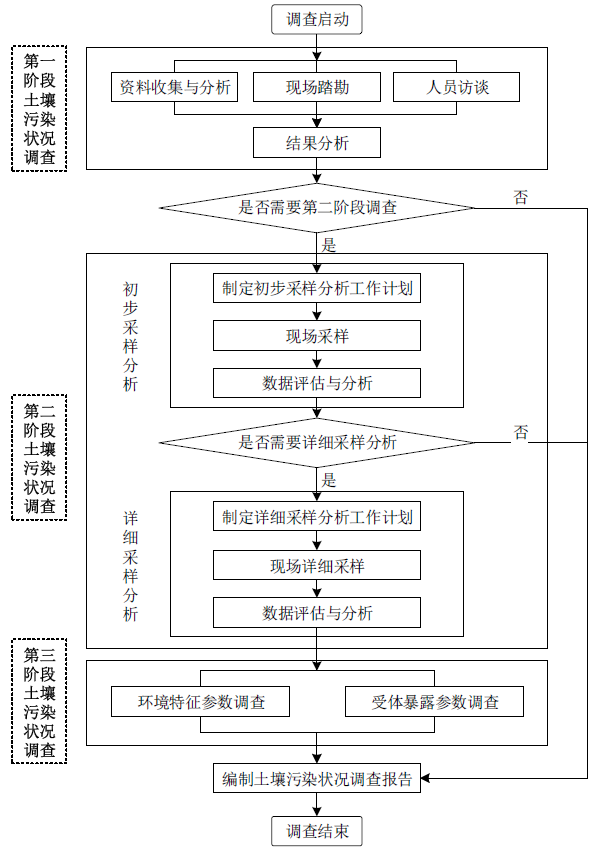 调查启动
第一
阶段
土壤
污染
状况
调查
资料收集与分析
现场踏勘
人员访谈
结果分析
是否需要第二阶段调查
否
是
初
步
采
样
分
析
制定初步采样分析工作计划
现场采样
数据评估与分析
第二
阶段
土壤
污染
状况
调查
是否需要详细采样分析
否
是
详
细
采
样
分
析
制定详细采样分析工作计划
现场详细采样
数据评估与分析
第三
阶段
土壤
污染
状况
调查
环境特征参数调查
受体暴露参数调查
编制土壤污染状况调查报告
调查结束